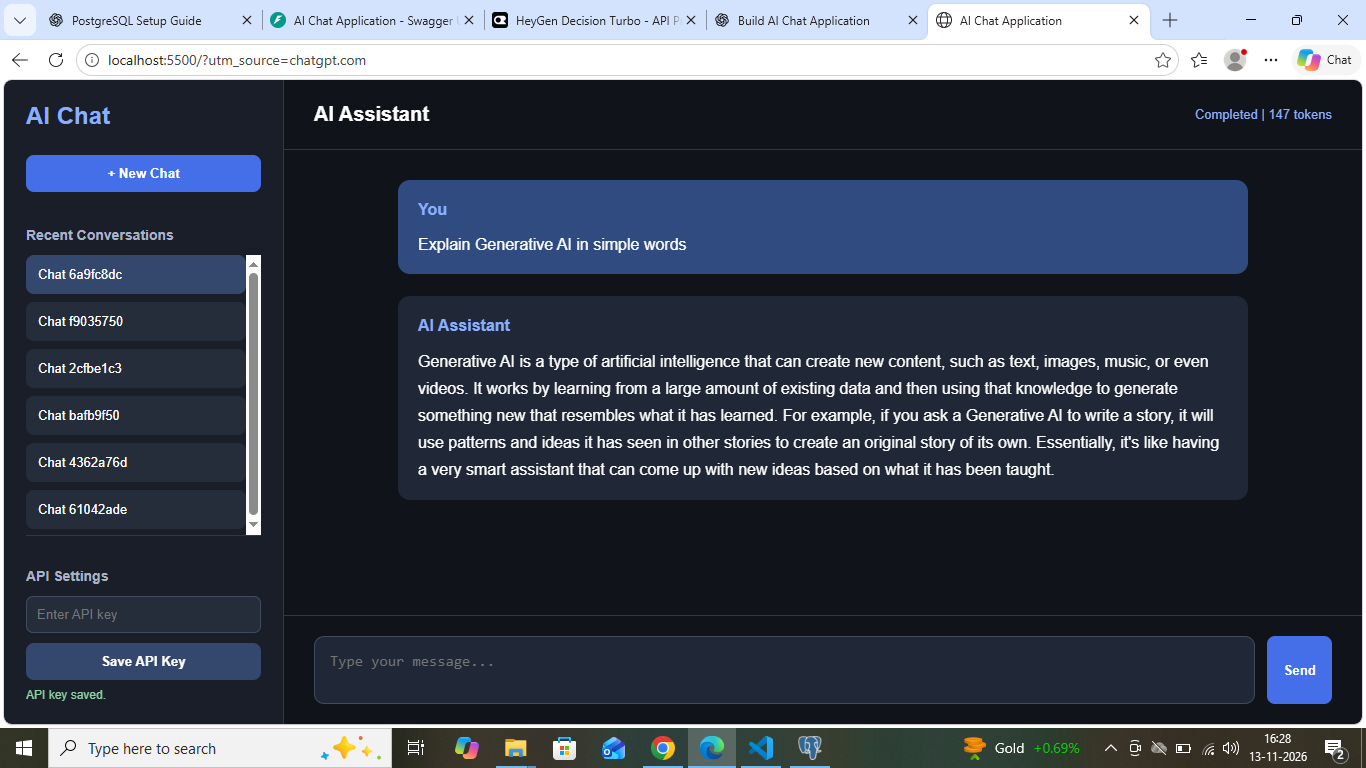 PostgreSQL Setup Guide
AI Chat Application - Swagger
HeyGen Decision Turbo - API
Build AI Chat Application
AI Chat Application
localhost:5500/?utm_source=chatgpt.com
Chat
AI Chat
+ New Chat
Recent Conversations
Chat 6a9fc8dc
Chat f9035750
Chat 2cfbe1c3
Chat bafb9f50
Chat 4362a76d
Chat 61042ade
API Settings
Enter API key
Save API Key
API key saved.
AI Assistant
Completed | 147 tokens
You
Explain Generative AI in simple words
AI Assistant
Generative AI is a type of artificial intelligence that can create new content, such as text, images, music, or even
videos. It works by learning from a large amount of existing data and then using that knowledge to generate
something new that resembles what it has learned. For example, if you ask a Generative AI to write a story, it will
use patterns and ideas it has seen in other stories to create an original story of its own. Essentially, it's like having
a very smart assistant that can come up with new ideas based on what it has been taught.
Type your message...
Send
Type here to search
Gold +0.69%
16:28
13-11-2026
2